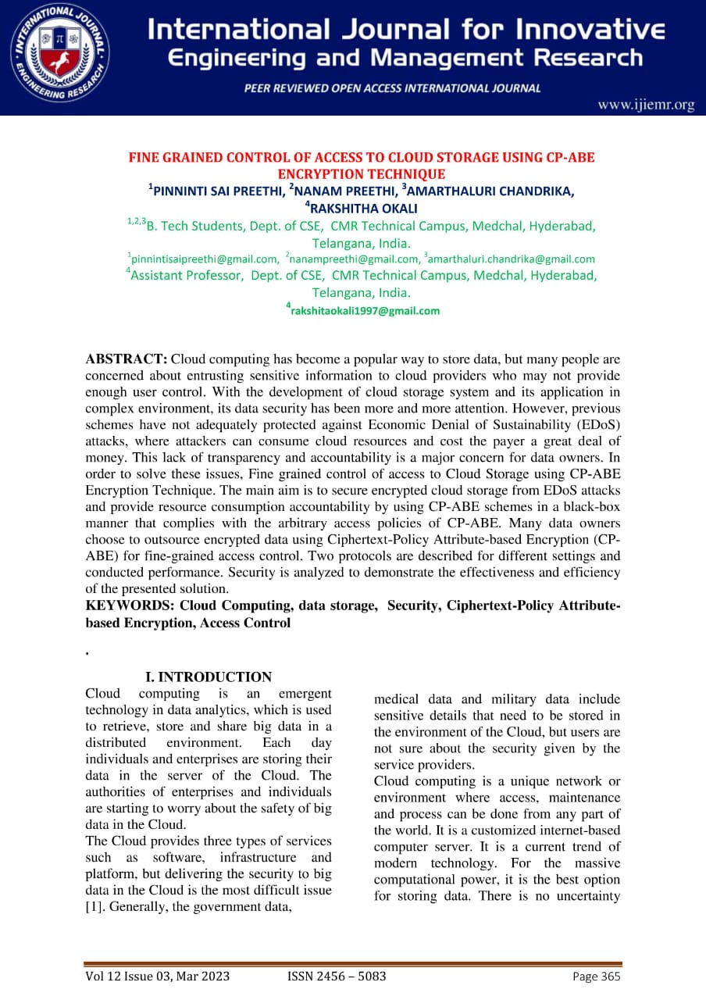 INTERNATIONAL JOURNAL
ENGINEERING RESEARCH
π
International Journal for Innovative
Engineering and Management Research
PEER REVIEWED OPEN ACCESS INTERNATIONAL JOURNAL
www.ijiemr.org
FINE GRAINED CONTROL OF ACCESS TO CLOUD STORAGE USING CP-ABE
ENCRYPTION TECHNIQUE
1PINNINTI SAI PREETHI, 2NANAM PREETHI, 3AMARTHALURI CHANDRIKA,
4RAKSHITHA OKALI
1,2,3B. Tech Students, Dept. of CSE, CMR Technical Campus, Medchal, Hyderabad,
Telangana, India.
1pinnintisaipreethi@gmail.com, 2nanampreethi@gmail.com, 3amarthaluri.chandrika@gmail.com
4Assistant Professor, Dept. of CSE, CMR Technical Campus, Medchal, Hyderabad,
Telangana, India.
4rakshitaokali1997@gmail.com
ABSTRACT: Cloud computing has become a popular way to store data, but many people are
concerned about entrusting sensitive information to cloud providers who may not provide
enough user control. With the development of cloud storage system and its application in
complex environment, its data security has been more and more attention. However, previous
schemes have not adequately protected against Economic Denial of Sustainability (EDoS)
attacks, where attackers can consume cloud resources and cost the payer a great deal of
money. This lack of transparency and accountability is a major concern for data owners. In
order to solve these issues, Fine grained control of access to Cloud Storage using CP-ABE
Encryption Technique. The main aim is to secure encrypted cloud storage from EDoS attacks
and provide resource consumption accountability by using CP-ABE schemes in a black-box
manner that complies with the arbitrary access policies of CP-ABE. Many data owners
choose to outsource encrypted data using Ciphertext-Policy Attribute-based Encryption (CP-
ABE) for fine-grained access control. Two protocols are described for different settings and
conducted performance. Security is analyzed to demonstrate the effectiveness and efficiency
of the presented solution.
KEYWORDS: Cloud Computing, data storage, Security, Ciphertext-Policy Attribute-
based Encryption, Access Control
.
I. INTRODUCTION
Cloud computing is an emergent
technology in data analytics, which is used
to retrieve, store and share big data in a
distributed environment. Each day
individuals and enterprises are storing their
data in the server of the Cloud. The
authorities of enterprises and individuals
are starting to worry about the safety of big
data in the Cloud.
The Cloud provides three types of services
such as software, infrastructure and
platform, but delivering the security to big
data in the Cloud is the most difficult issue
[1]. Generally, the government data,
medical data and military data include
sensitive details that need to be stored in
the environment of the Cloud, but users are
not sure about the security given by the
service providers.
Cloud computing is a unique network or
environment where access, maintenance
and process can be done from any part of
the world. It is a customized internet-based
computer server. It is a current trend of
modern technology. For the massive
computational power, it is the best option
for storing data. There is no uncertainty
Vol 12 Issue 03, Mar 2023 ISSN 2456 – 5083 Page 365